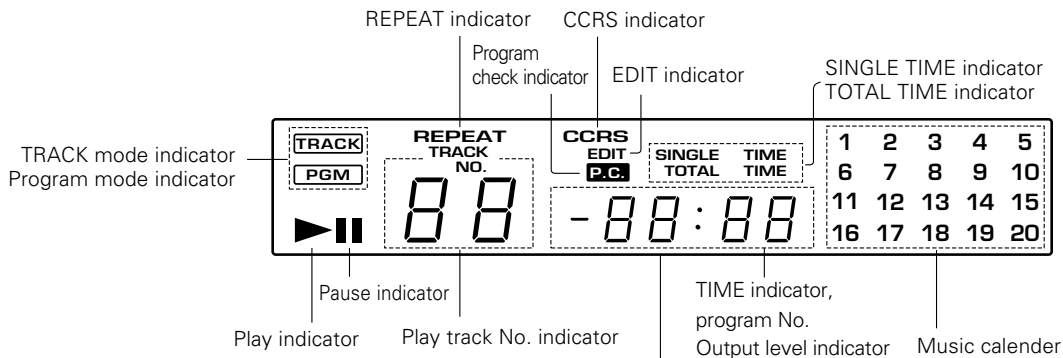 REPEAT indicator
CCRS indicator
Program
check indicator
EDIT indicator
SINGLE TIME indicator
TOTAL TIME indicator
TRACK mode indicator
Program mode indicator
TRACK
PGM
REPEAT
TRACK
NO.
88
CCRS
EDIT
P.C.
SINGLE TIME
TOTAL TIME
-88:88
1 2 3 4 5
6 7 8 9 10
11 12 13 14 15
16 17 18 19 20
Pause indicator
Play indicator
Play track No. indicator
TIME indicator,
program No.
Output level indicator
Music calender